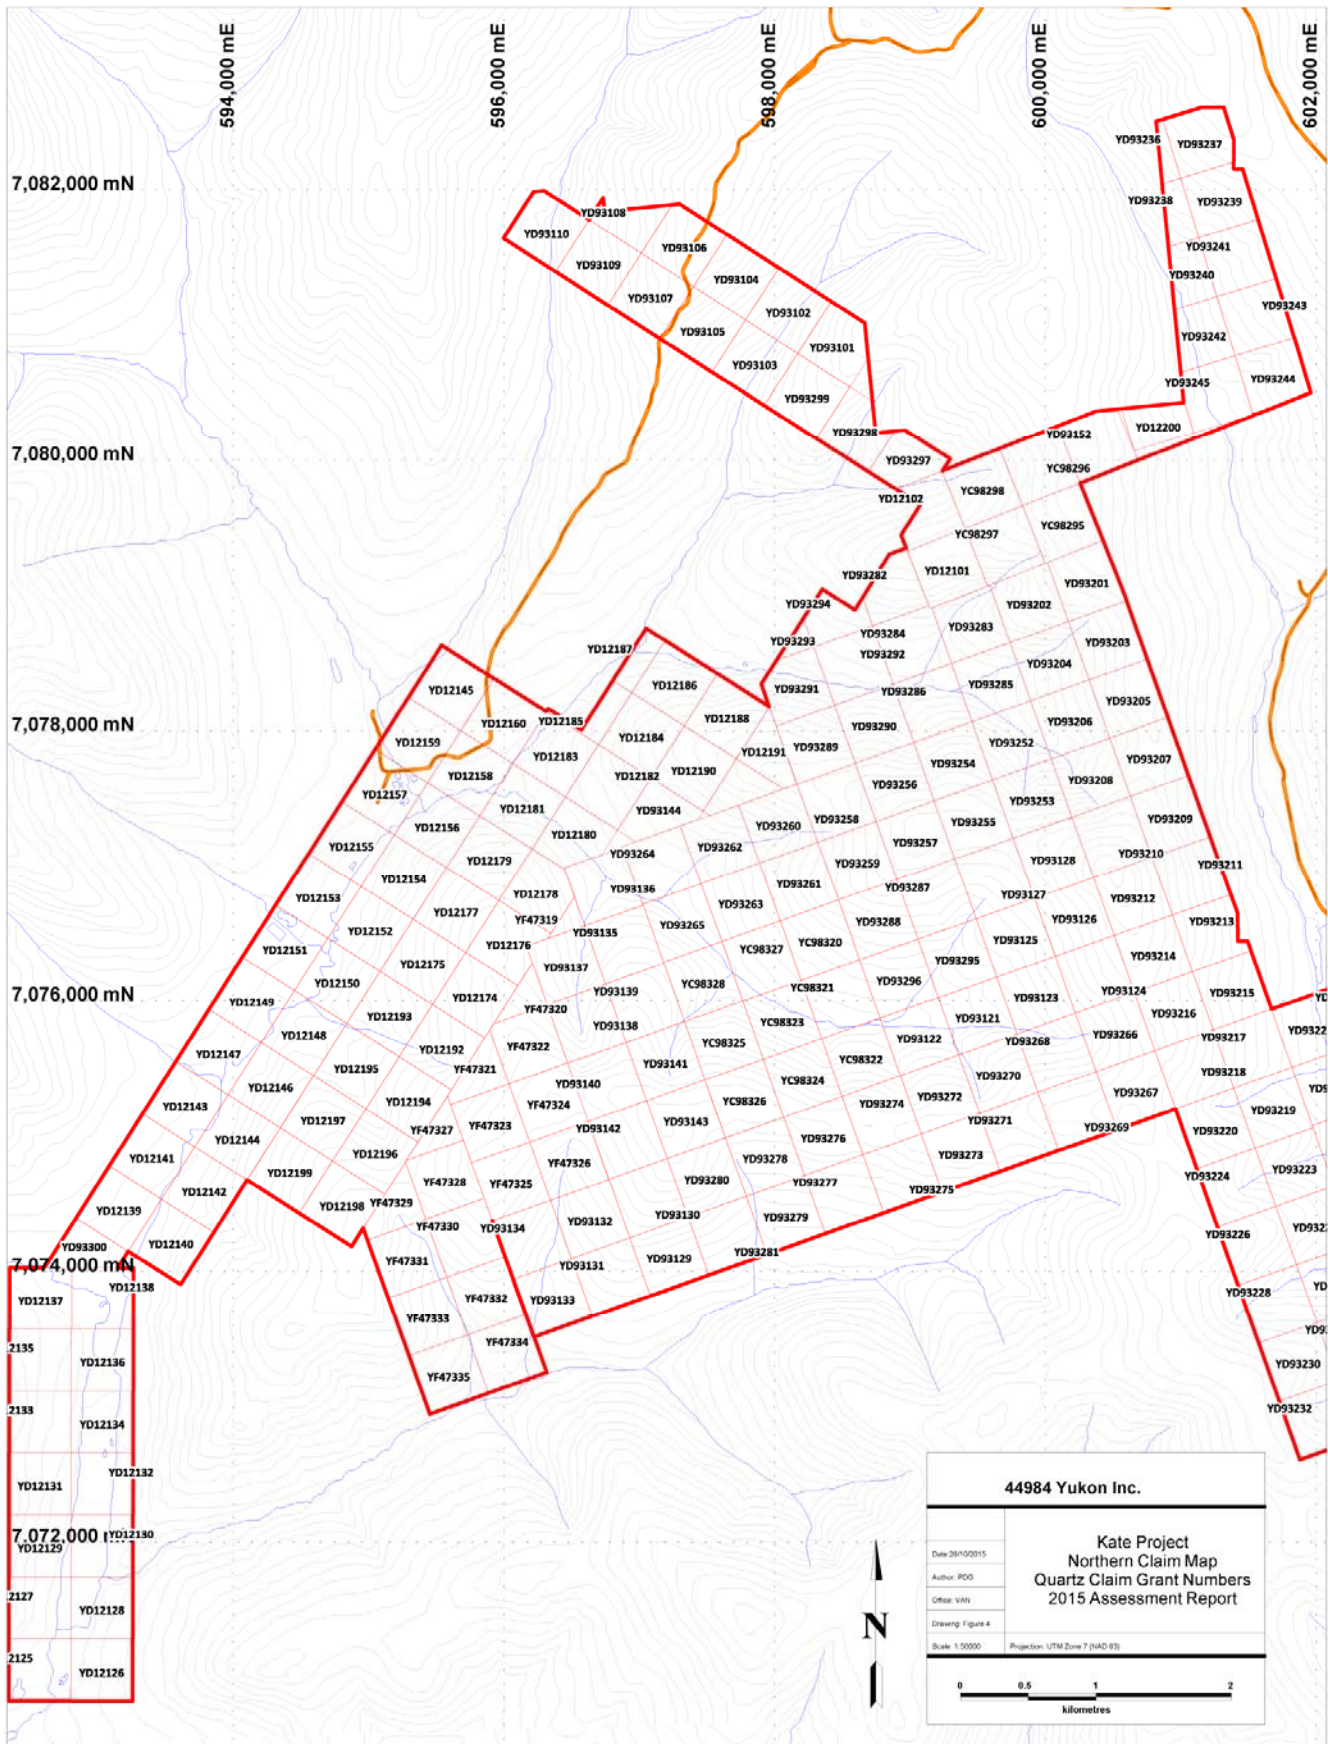 594,000 mE
596,000 mE
598,000 mE
600,000 mE
602,000 mE
YD93236
YD93237
7,082,000 mN
YD93238
YD93239
YD93108
YD93110
YD93106
YD93241
YD93109
YD93240
YD93104
YD93107
YD93243
YD93102
YD93105
YD93242
YD93101
YD93103
YD93245
YD93244
YD93299
YD12200
YD93298
YD93152
7,080,000 mN
YD93297
YC98296
YC98298
YD12102
YC98295
YC98297
YD12101
YD93282
YD93201
YD93294
YD93202
YD93283
YD93284
YD93293
YD93203
YD12187
YD93292
YD93204
YD12186
YD93285
YD12145
YD93291
YD93286
YD93205
YD12188
YD12160
YD12185
YD93206
7,078,000 mN
YD93290
YD12184
YD12159
YD93252
YD93289
YD12191
YD12183
YD93207
YD93254
YD12190
YD12158
YD12182
YD93208
YD93256
YD12157
YD93253
YD12181
YD93144
YD93209
YD93258
YD93255
YD93260
YD12156
YD12180
YD93257
YD12155
YD93262
YD93210
YD93264
YD93128
YD12179
YD93259
YD93211
YD12154
YD93261
YD93287
YD93136
YD12178
YD93127
YD12153
YD93212
YD93263
YD12177
YF47319
YD93126
YD93288
YD93213
YD93265
YD12152
YD93135
YD93125
YC98320
YD12176
YC98327
YD12151
YD93214
YD93295
YD12175
YD93137
YD93296
YC98328
YD12150
YC98321
YD93124
YD93139
YD93215
7,076,000 mN
YD12174
YD93123
YD12149
YF47320
YD93216
YD12193
YD93121
YC98323
YD93138
YD93122
YD12148
YD93266
YD93217
YD93268
YC98325
YF47322
YD12192
YD12147
YC98322
YD93141
YD12195
YF47321
YD93218
YD93270
YC98324
YD93140
YD12146
YD93267
YD93272
YC98326
YD12194
YD93274
YF47324
YD12143
YD93219
YD12197
YD93271
YD93143
YF47323
YD93269
YD93142
YF47327
YD93220
YD93276
YD12144
YD12196
YD93273
YD12141
YD93278
YF47326
YD93223
YD12199
YD93224
YD93280
YF47328
YD93277
YF47325
YD93275
YD12142
YF47329
YD12198
YD12139
YD93130
YD93279
YD93132
YF47330
YD93134
YD93226
YD12140
YD93300
YD93281
YD93129
YF47331
YD93131
7,074,000 mN
YD12138
YD93228
YF47332
YD93133
YD12137
YF47333
YF47334
2135
YD12136
YD93230
YF47335
2133
YD93232
YD12134
YD12132
YD12131
7,072,000
YD12130
YD12129
2127
YD12128
2125
YD12126
N
44984 Yukon Inc.
Date:26/10/2015
Author: PDG
Office: VAN
Drawing: Figure 4
Scale: 1:50000
Kate Project
Northern Claim Map
Quartz Claim Grant Numbers
2015 Assessment Report
Projection: UTM Zone 7 (NAD 83)
0 0.5 1 2
kilometres